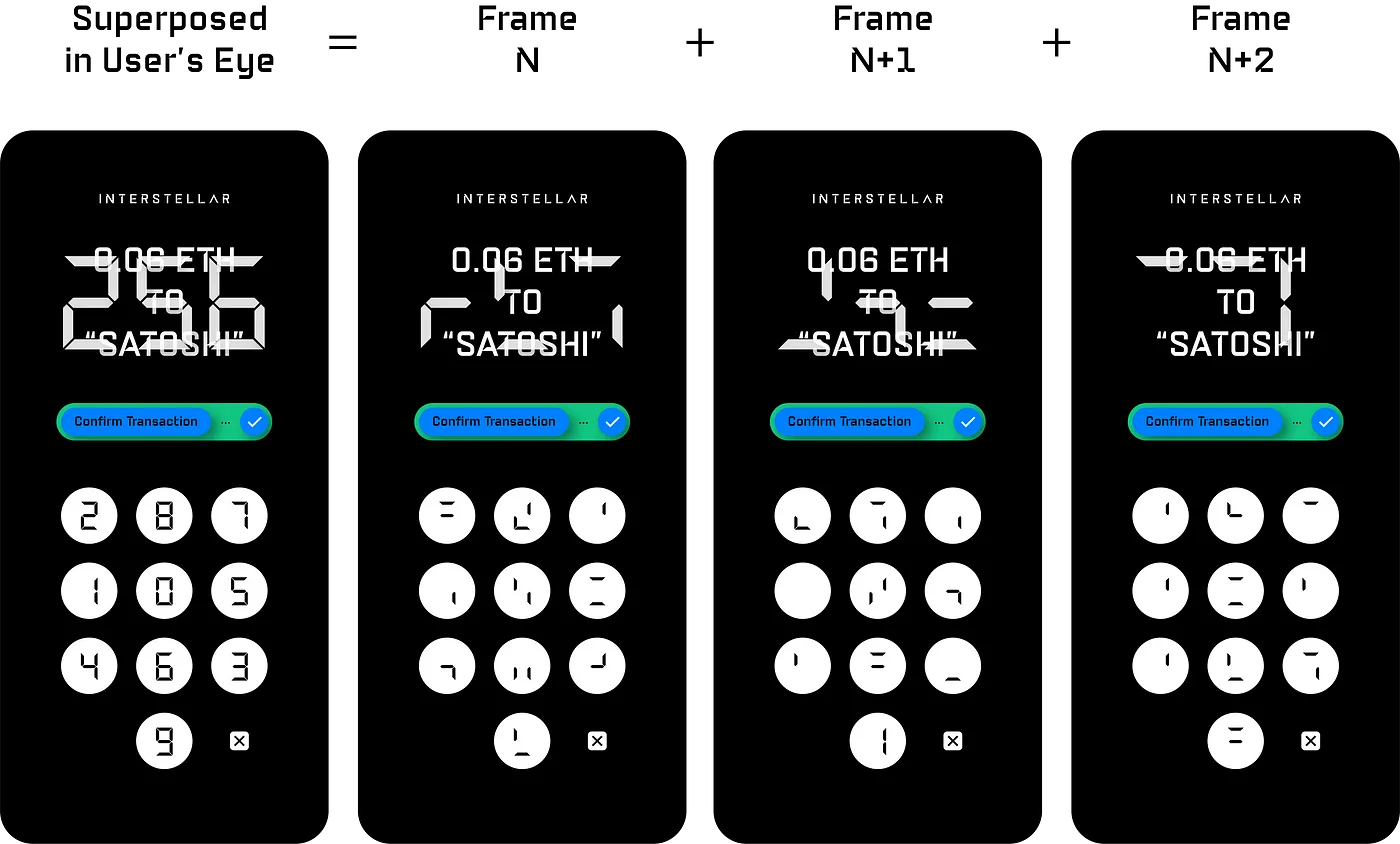 Superposed in User's Eye = Frame N + Frame N+1 + Frame N+2
INTERSTELLAR
0.06 ETH
TO
“SATOSHI”
256
Confirm Transaction ... ✓
2 8 7
1 0 5
4 6 3
9 ☒
INTERSTELLAR
0.06 ETH
TO
“SATOSHI”
Confirm Transaction ... ✓
☒
INTERSTELLAR
0.06 ETH
TO
“SATOSHI”
Confirm Transaction ... ✓
☒
INTERSTELLAR
0.06 ETH
TO
“SATOSHI”
Confirm Transaction ... ✓
☒